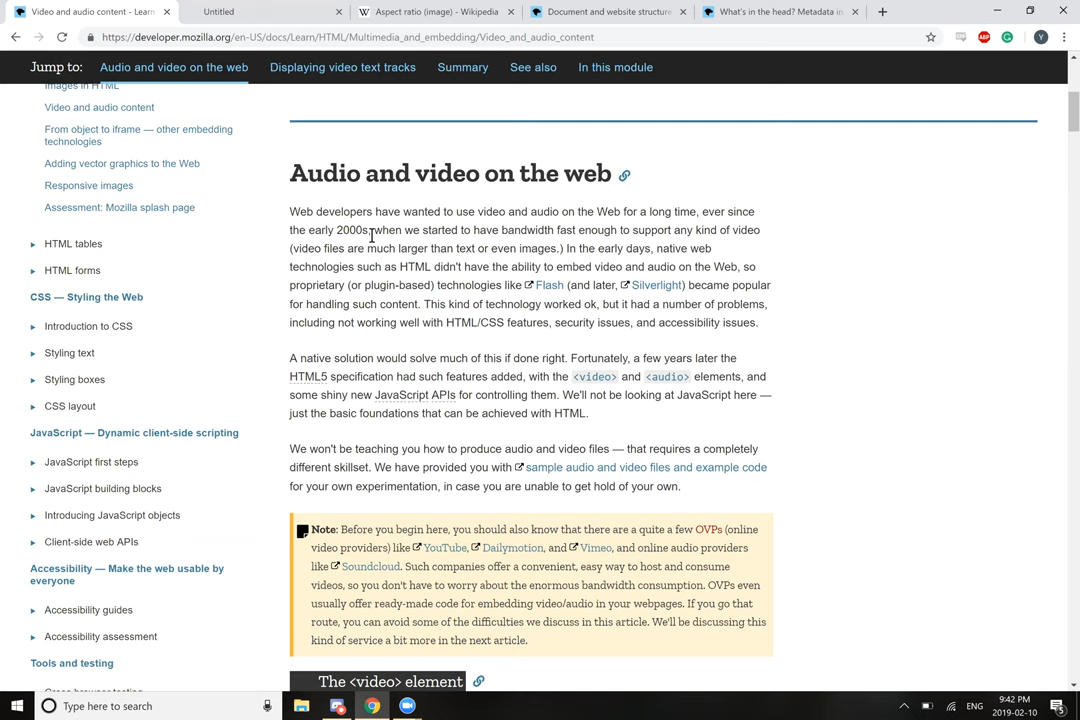 Video and audio content - Learn
Untitled
Aspect ratio (image) - Wikipedia
Document and website structure
What's in the head? Metadata in
https://developer.mozilla.org/en-US/docs/Learn/HTML/Multimedia_and_embedding/Video_and_audio_content
ABP
Y
Jump to:
Audio and video on the web
Displaying video text tracks
Summary
See also
In this module
Images in HTML
Video and audio content
From object to iframe — other embedding
technologies
Adding vector graphics to the Web
Responsive images
Assessment: Mozilla splash page
HTML tables
HTML forms
CSS — Styling the Web
Introduction to CSS
Styling text
Styling boxes
CSS layout
JavaScript — Dynamic client-side scripting
JavaScript first steps
JavaScript building blocks
Introducing JavaScript objects
Client-side web APIs
Accessibility — Make the web usable by
everyone
Accessibility guides
Accessibility assessment
Tools and testing
Audio and video on the web
Web developers have wanted to use video and audio on the Web for a long time, ever since
the early 2000s, when we started to have bandwidth fast enough to support any kind of video
(video files are much larger than text or even images.) In the early days, native web
technologies such as HTML didn't have the ability to embed video and audio on the Web, so
proprietary (or plugin-based) technologies like Flash (and later, Silverlight) became popular
for handling such content. This kind of technology worked ok, but it had a number of problems,
including not working well with HTML/CSS features, security issues, and accessibility issues.
A native solution would solve much of this if done right. Fortunately, a few years later the
HTML5 specification had such features added, with the <video> and <audio> elements, and
some shiny new JavaScript APIs for controlling them. We'll not be looking at JavaScript here —
just the basic foundations that can be achieved with HTML.
We won't be teaching you how to produce audio and video files — that requires a completely
different skillset. We have provided you with sample audio and video files and example code
for your own experimentation, in case you are unable to get hold of your own.
Note: Before you begin here, you should also know that there are a quite a few OVPs (online
video providers) like YouTube, Dailymotion, and Vimeo, and online audio providers
like Soundcloud. Such companies offer a convenient, easy way to host and consume
videos, so you don't have to worry about the enormous bandwidth consumption. OVPs even
usually offer ready-made code for embedding video/audio in your webpages. If you go that
route, you can avoid some of the difficulties we discuss in this article. We'll be discussing this
kind of service a bit more in the next article.
The <video> element
Type here to search
ENG
9:42 PM
2019-02-10